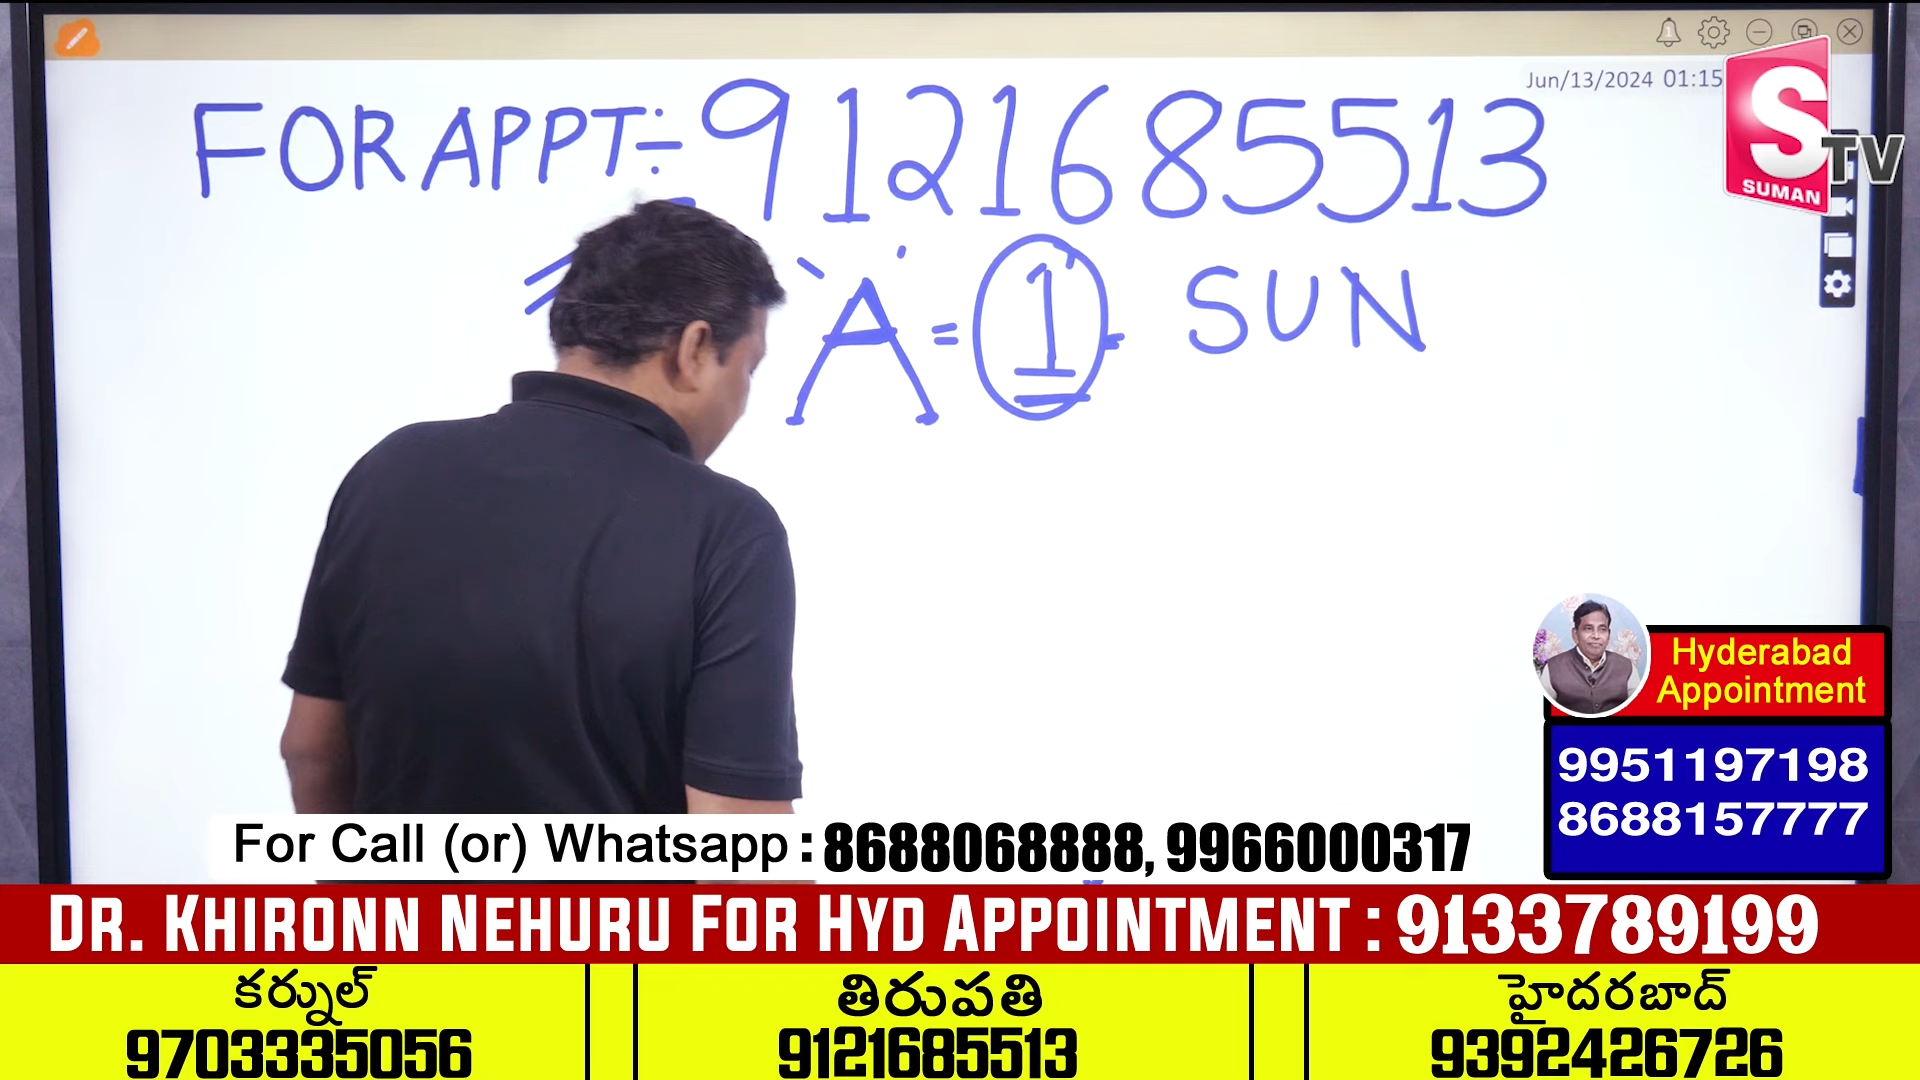 Jun/13/2024 01:15
S
SUMAN
TV
FOR APPT:- 9121685513
A = 1. SUN
Hyderabad
Appointment
9951197198
8688157777
For Call (or) Whatsapp : 8688068888, 9966000317
DR. KHIRONN NEHURU FOR HYD APPOINTMENT : 9133789199
కర్నుల్
9703335056
తిరుపతి
9121685513
హైదరబాద్
9392426726